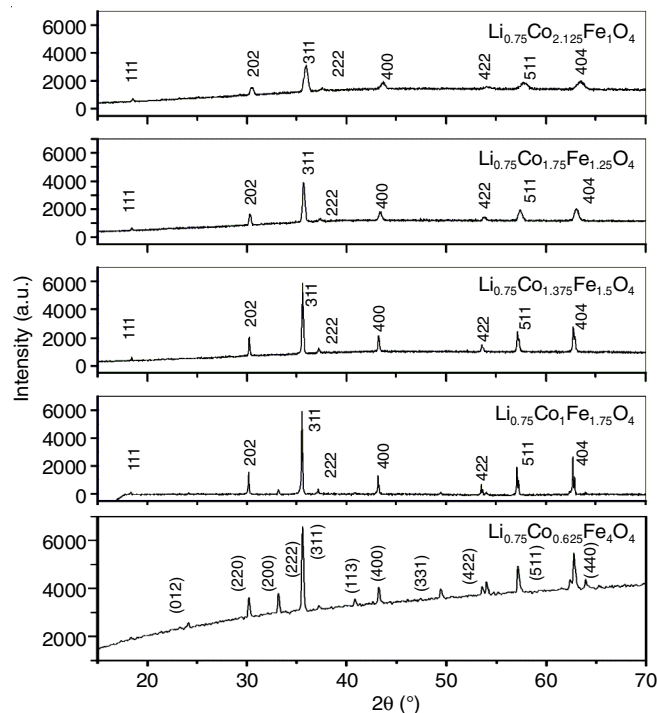 Li₀.₇₅Co₂.₁₂₅Fe₁O₄
111 202 311 222 400 422 511 404
6000
4000
2000
0
Li₀.₇₅Co₁.₇₅Fe₁.₂₅O₄
111 202 311 222 400 422 511 404
6000
4000
2000
0
Li₀.₇₅Co₁.₃₇₅Fe₁.₅O₄
111 202 311 222 400 422 511 404
6000
4000
2000
0
Li₀.₇₅Co₁Fe₁.₇₅O₄
111 202 311 222 400 422 511 404
6000
4000
2000
0
Li₀.₇₅Co₀.₆₂₅Fe₄O₄
(012) (220) (200) (222) (311) (113) (400) (331) (422) (511) (440)
6000
4000
2000
Intensity (a.u.)
20 30 40 50 60 70
2θ (°)